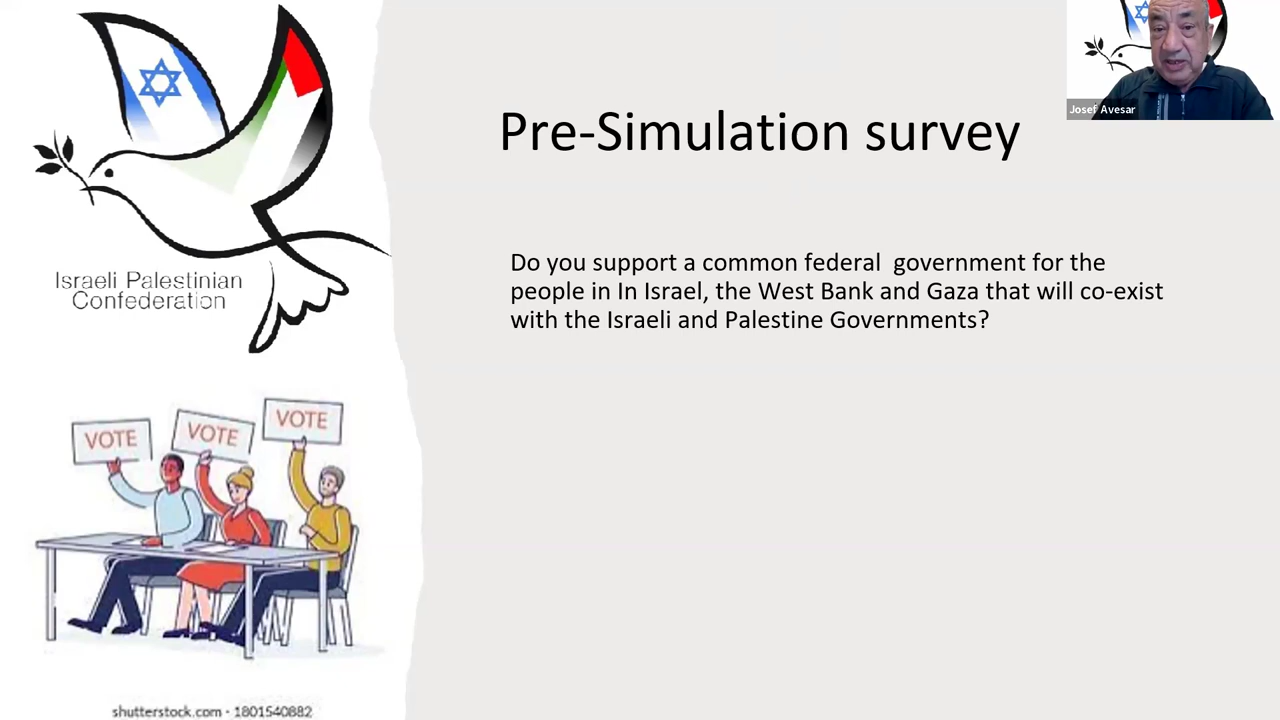 Josef Avesar
Pre-Simulation survey
Do you support a common federal  government for the
people in In Israel, the West Bank and Gaza that will co-exist
with the Israeli and Palestine Governments?
Israeli Palestinian
Confederation
VOTE
VOTE
VOTE
shutterstock.com · 1801540882